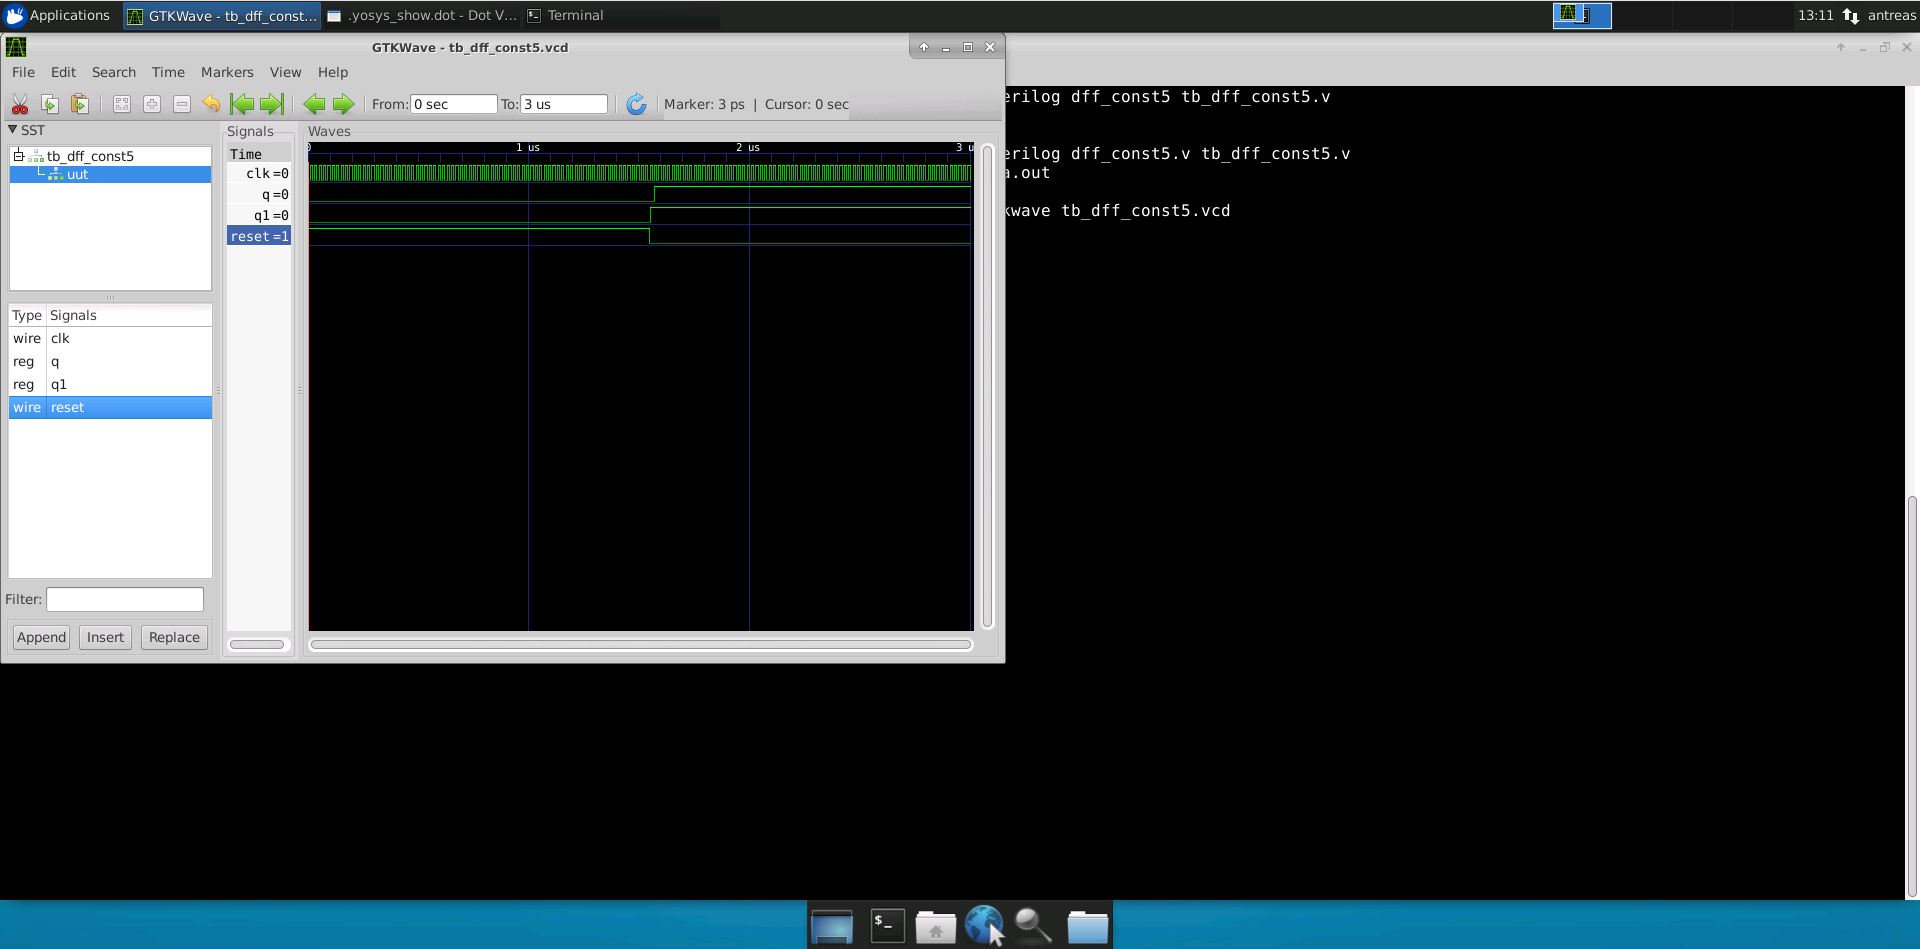 Applications GTKWave - tb_dff_const... .yosys_show.dot - Dot V... Terminal 13:11 antreas
GTKWave - tb_dff_const5.vcd
File Edit Search Time Markers View Help
From: 0 sec To: 3 us Marker: 3 ps | Cursor: 0 sec
SST
tb_dff_const5
uut
Type Signals
wire clk
reg q
reg q1
wire reset
Filter:
Append Insert Replace
Signals
Time
clk=0
q=0
q1=0
reset=1
Waves
0 1 us 2 us 3 u
erilog dff_const5 tb_dff_const5.v
erilog dff_const5.v tb_dff_const5.v
a.out
kwave tb_dff_const5.vcd
$_